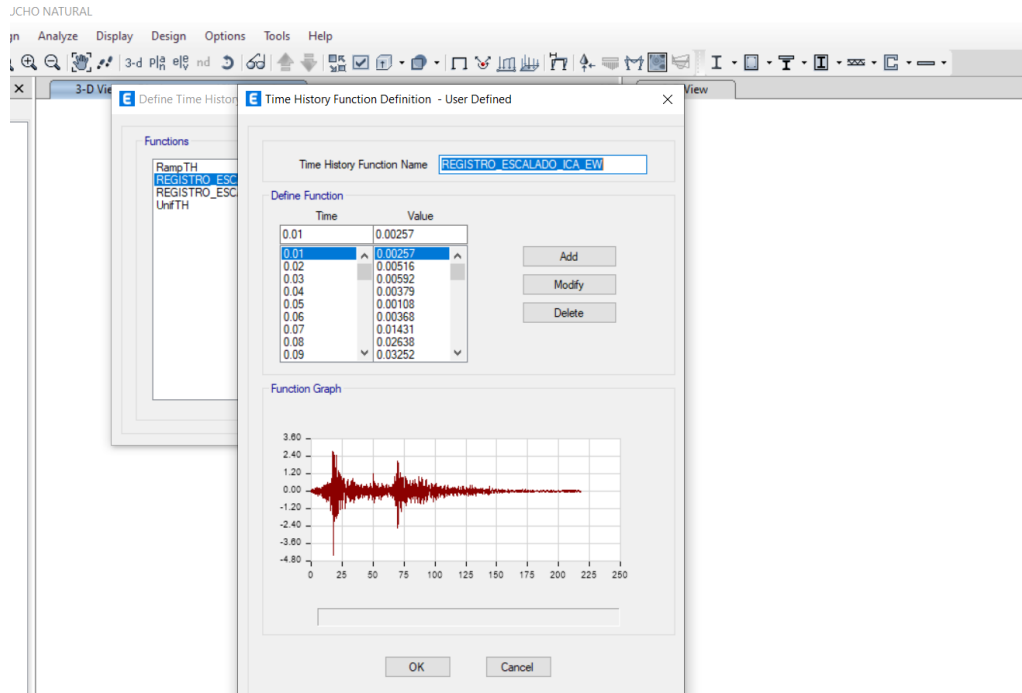 JCHO NATURAL
gn Analyze Display Design Options Tools Help
3-d nd
3-D Vie
View
Define Time History
Time History Function Definition - User Defined
Functions
RampTH
REGISTRO_ESC
REGISTRO_ESC
UnifTH
Time History Function Name REGISTRO_ESCALADO_ICA_EW
Define Function
Time Value
0.01 0.00257
0.01 0.00257
0.02 0.00516
0.03 0.00592
0.04 0.00379
0.05 0.00108
0.06 0.00368
0.07 0.01431
0.08 0.02638
0.09 0.03252
Add
Modify
Delete
Function Graph
3.60
2.40
1.20
0.00
-1.20
-2.40
-3.60
-4.80
0 25 50 75 100 125 150 175 200 225 250
OK Cancel